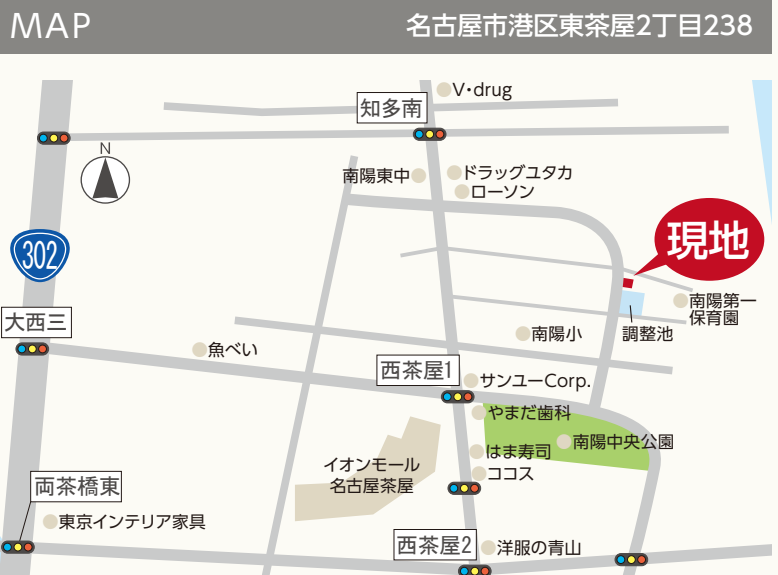 MAP
名古屋市港区東茶屋2丁目238
V・drug
知多南
N
南陽東中
ドラッグユタカ
ローソン
302
現地
大西三
南陽第一
保育園
調整池
南陽小
魚べい
西茶屋1
サンユーCorp.
やまだ歯科
南陽中央公園
はま寿司
ココス
イオンモール
名古屋茶屋
両茶橋東
東京インテリア家具
西茶屋2
洋服の青山